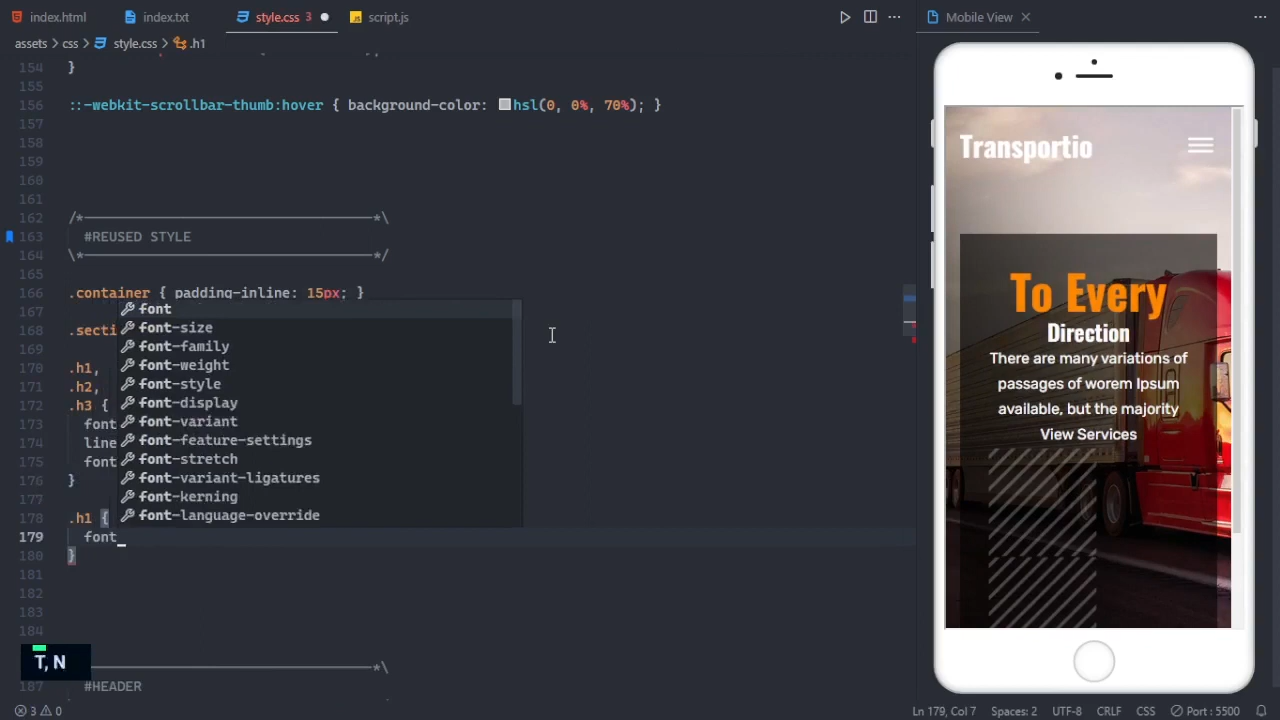 index.html
index.txt
style.css 3
script.js
Mobile View
assets > css > style.css > .h1
154 }
155
156 ::-webkit-scrollbar-thumb:hover { background-color: hsl(0, 0%, 70%); }
157
158
159
160
161
162 /*-----------------------------------*\
163 #REUSED STYLE
164 \*-----------------------------------*/
165
166 .container { padding-inline: 15px; }
167
168 .secti
169
170 .h1,
171 .h2,
172 .h3 {
173 font
174 line
175 font
176 }
177
178 .h1 {
179 font
180 }
181
182
183
184
font
font-size
font-family
font-weight
font-style
font-display
font-variant
font-feature-settings
font-stretch
font-variant-ligatures
font-kerning
font-language-override
-----------------------------------*\
187 #HEADER
T, N
Transportio
To Every
Direction
There are many variations of
passages of worem Ipsum
available, but the majority
View Services
3 0
Ln 179, Col 7 Spaces: 2 UTF-8 CRLF CSS Port : 5500